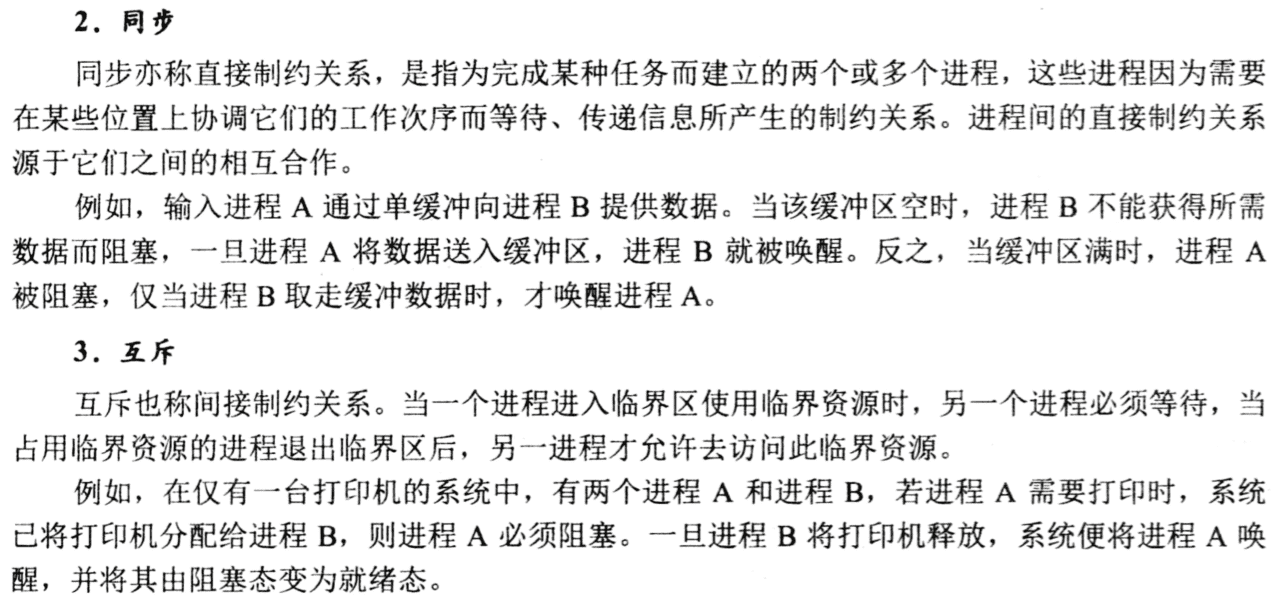 2．同步
同步亦称直接制约关系，是指为完成某种任务而建立的两个或多个进程，这些进程因为需要
在某些位置上协调它们的工作次序而等待、传递信息所产生的制约关系。进程间的直接制约关系
源于它们之间的相互合作。
例如，输入进程 A 通过单缓冲向进程 B 提供数据。当该缓冲区空时，进程 B 不能获得所需
数据而阻塞，一旦进程 A 将数据送入缓冲区，进程 B 就被唤醒。反之，当缓冲区满时，进程 A
被阻塞，仅当进程 B 取走缓冲数据时，才唤醒进程 A。
3．互斥
互斥也称间接制约关系。当一个进程进入临界区使用临界资源时，另一个进程必须等待，当
占用临界资源的进程退出临界区后，另一进程才允许去访问此临界资源。
例如，在仅有一台打印机的系统中，有两个进程 A 和进程 B，若进程 A 需要打印时，系统
已将打印机分配给进程 B，则进程 A 必须阻塞。一旦进程 B 将打印机释放，系统便将进程 A 唤
醒，并将其由阻塞态变为就绪态。